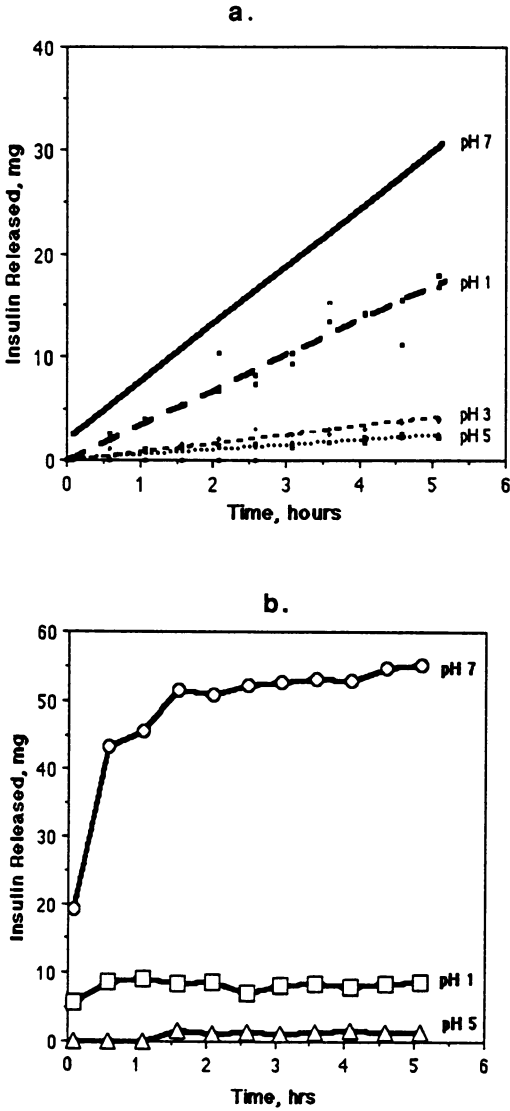 a.
40
30
20
10
0
Insulin Released, mg
pH 7
pH 1
pH 3
pH 5
0 1 2 3 4 5 6
Time, hours
b.
60
50
40
30
20
10
0
Insulin Released, mg
pH 7
pH 1
pH 5
0 1 2 3 4 5 6
Time, hrs